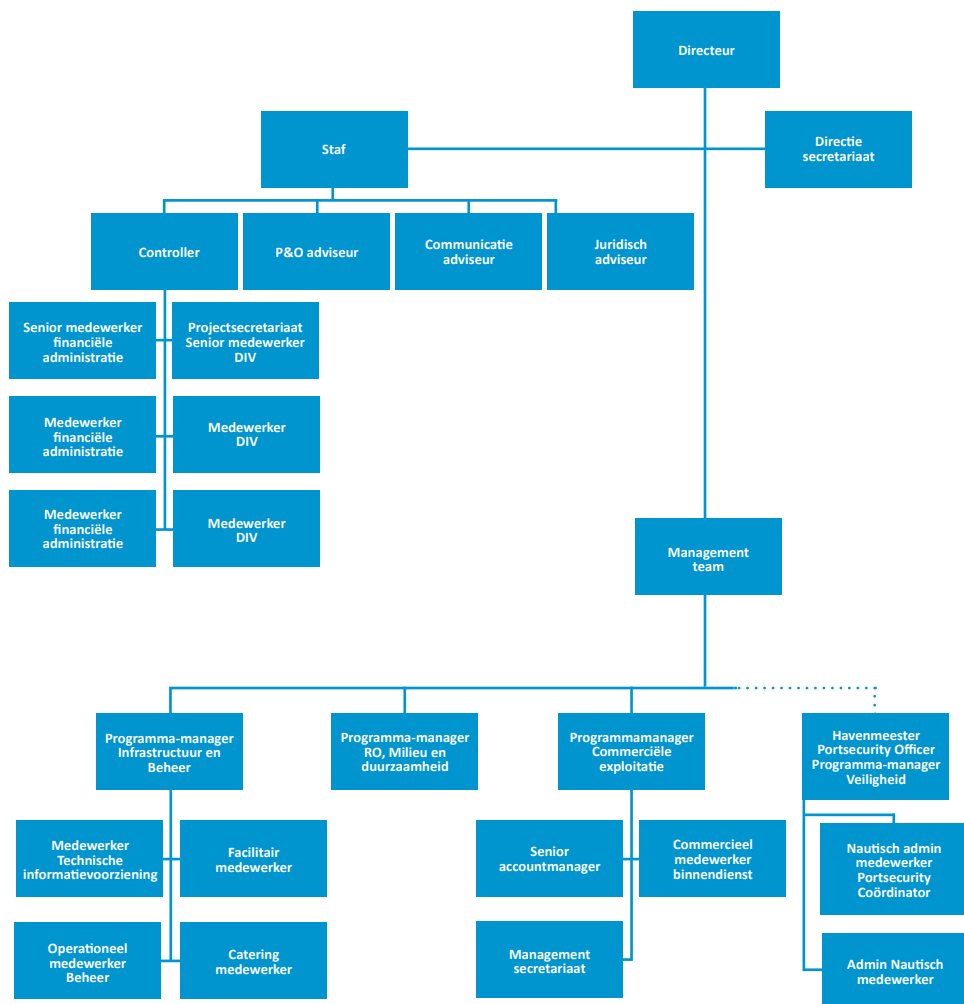 Directeur
Staf
Directie
secretariaat
Controller
P&O adviseur
Communicatie
adviseur
Juridisch
adviseur
Senior medewerker
financiële
administratie
Projectsecretariaat
Senior medewerker
DIV
Medewerker
financiële
administratie
Medewerker
DIV
Medewerker
financiële
administratie
Medewerker
DIV
Management
team
Programma-manager
Infrastructuur en
Beheer
Programma-manager
RO, Milieu en
duurzaamheid
Programmamanager
Commerciële
exploitatie
Havenmeester
Portsecurity Officer
Programma-manager
Veiligheid
Medewerker
Technische
informatievoorziening
Facilitair
medewerker
Senior
accountmanager
Commercieel
medewerker
binnendienst
Nautisch admin
medewerker
Portsecurity
Coördinator
Operationeel
medewerker
Beheer
Catering
medewerker
Management
secretariaat
Admin Nautisch
medewerker